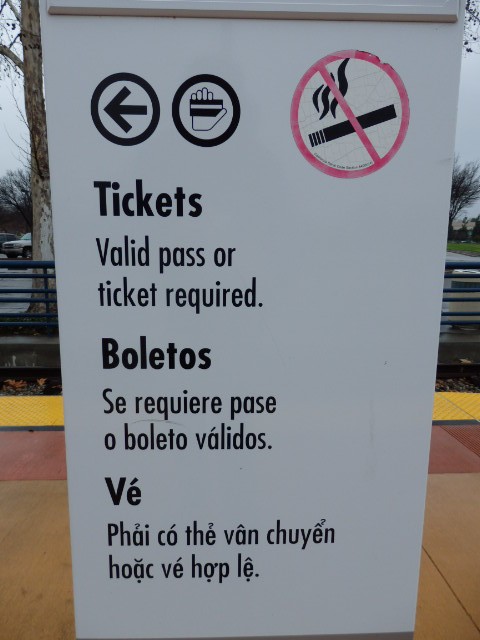 Tickets
Valid pass or
ticket required.
Boletos
Se requiere pase
o boleto válidos.
Vé
Phải có thẻ vân chuyển
hoặc vé hợp lệ.